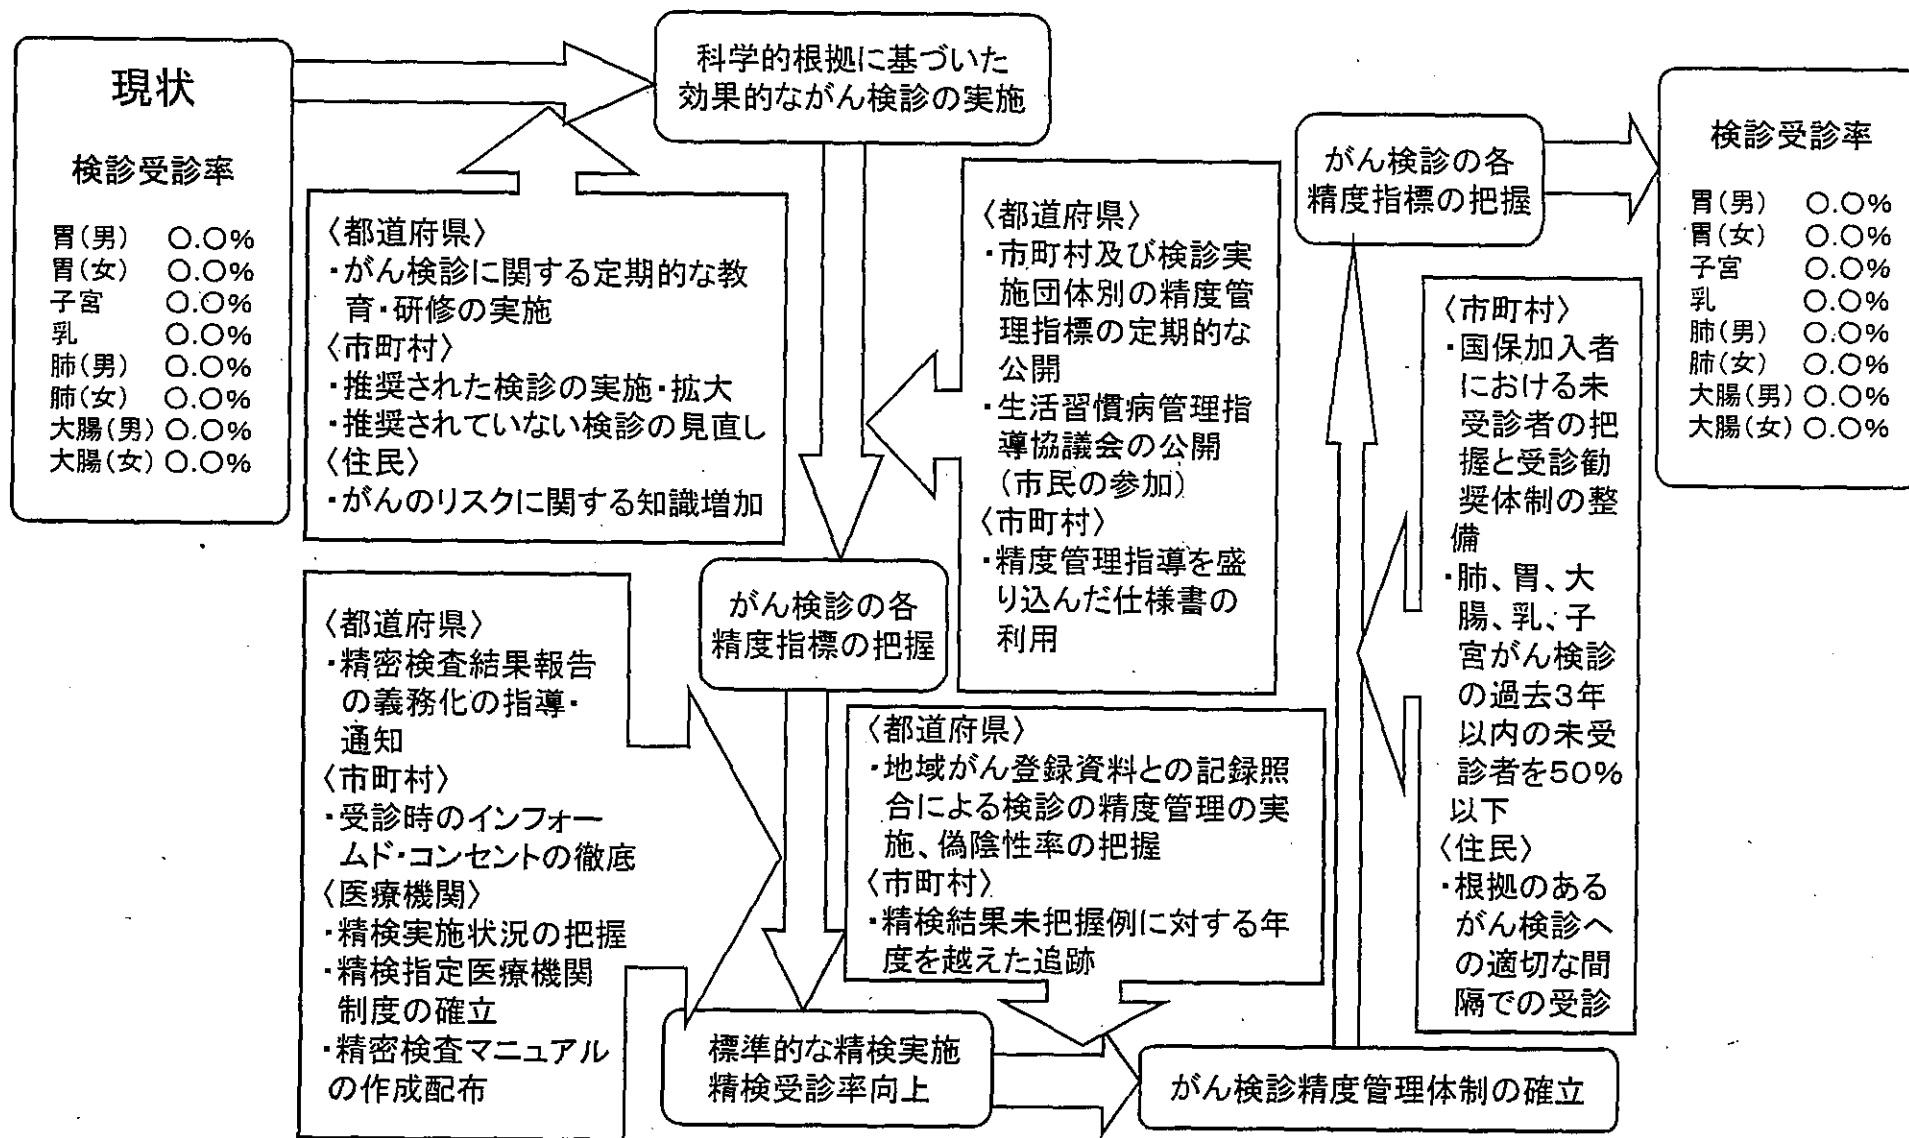 現状
検診受診率
胃(男) 〇.〇%
胃(女) 〇.〇%
子宮 〇.〇%
乳 〇.〇%
肺(男) 〇.〇%
肺(女) 〇.〇%
大腸(男) 〇.〇%
大腸(女) 〇.〇%
科学的根拠に基づいた
効果的ながん検診の実施
〈都道府県〉
・がん検診に関する定期的な教
育・研修の実施
〈市町村〉
・推奨された検診の実施・拡大
・推奨されていない検診の見直し
〈住民〉
・がんのリスクに関する知識増加
〈都道府県〉
・市町村及び検診実
施団体別の精度管
理指標の定期的な
公開
・生活習慣病管理指
導協議会の公開
(市民の参加)
〈市町村〉
・精度管理指導を盛
り込んだ仕様書の
利用
がん検診の各
精度指標の把握
〈都道府県〉
・精密検査結果報告
の義務化の指導・
通知
〈市町村〉
・受診時のインフォー
ムド・コンセントの徹底
〈医療機関〉
・精検実施状況の把握
・精検指定医療機関
制度の確立
・精密検査マニュアル
の作成配布
〈都道府県〉
・地域がん登録資料との記録照
合による検診の精度管理の実
施、偽陰性率の把握
〈市町村〉
・精検結果未把握例に対する年
度を越えた追跡
標準的な精検実施
精検受診率向上
がん検診精度管理体制の確立
がん検診の各
精度指標の把握
〈市町村〉
・国保加入者
における未
受診者の把
握と受診勧
奨体制の整
備
・肺、胃、大
腸、乳、子
宮がん検診
の過去3年
以内の未受
診者を50%
以下
〈住民〉
・根拠のある
がん検診へ
の適切な間
隔での受診
検診受診率
胃(男) 〇.〇%
胃(女) 〇.〇%
子宮 〇.〇%
乳 〇.〇%
肺(男) 〇.〇%
肺(女) 〇.〇%
大腸(男) 〇.〇%
大腸(女) 〇.〇%